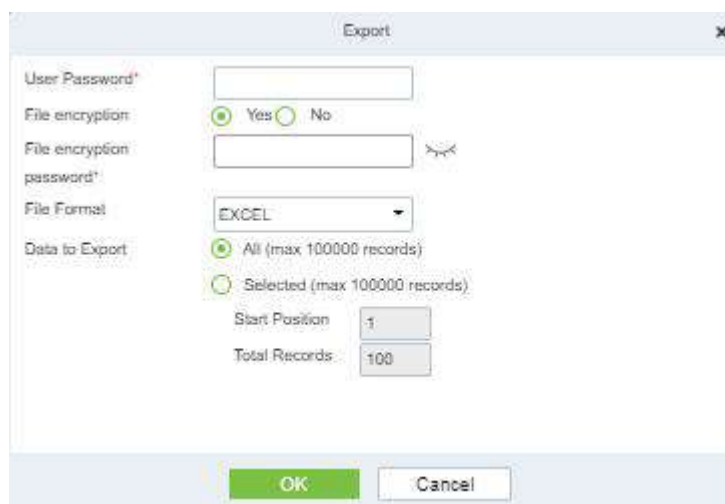 Export
User Password*
File encryption Yes No
File encryption
password*
File Format EXCEL
Data to Export All (max 100000 records)
Selected (max 100000 records)
Start Position 1
Total Records 100
OK Cancel